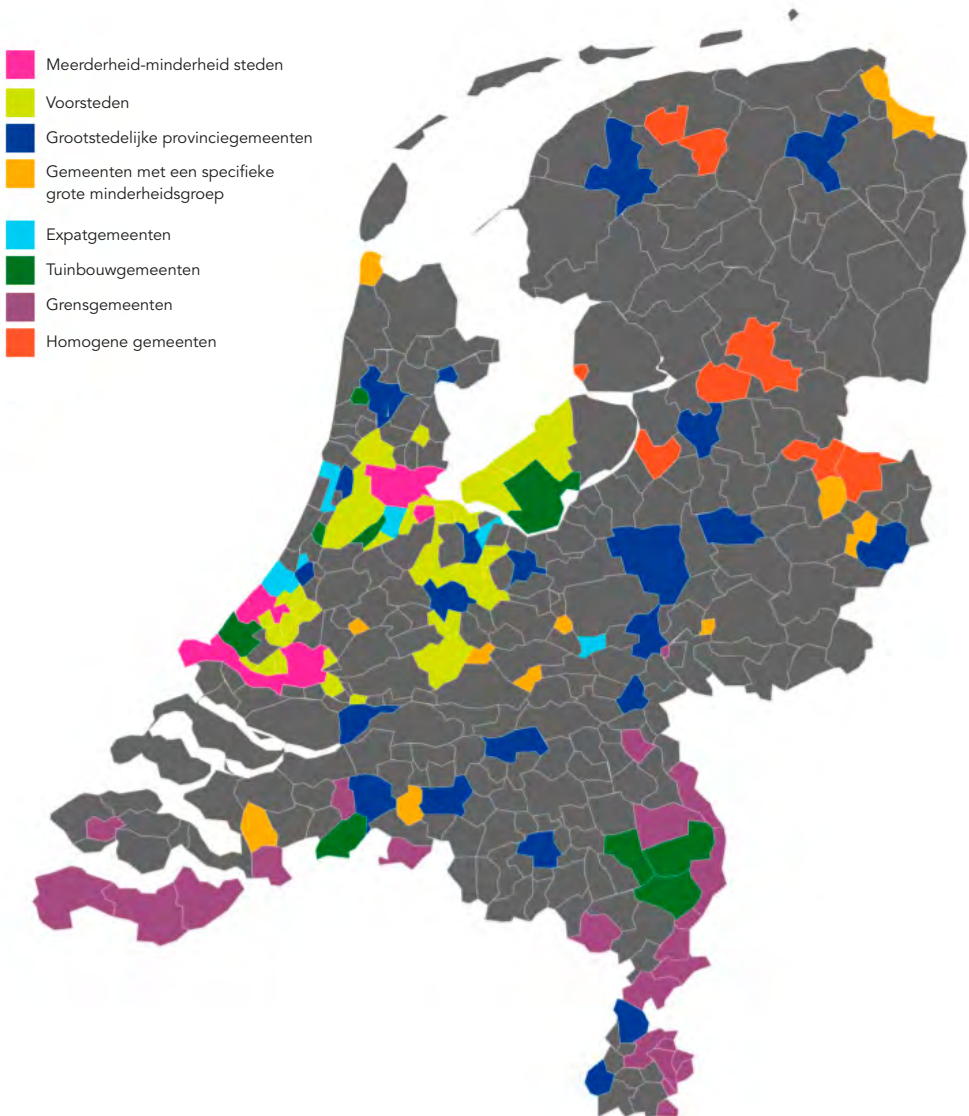 Meerderheid-minderheid steden
Voorsteden
Grootstedelijke provinciegemeenten
Gemeenten met een specifieke
grote minderheidsgroep
Expatgemeenten
Tuinbouwgemeenten
Grensgemeenten
Homogene gemeenten